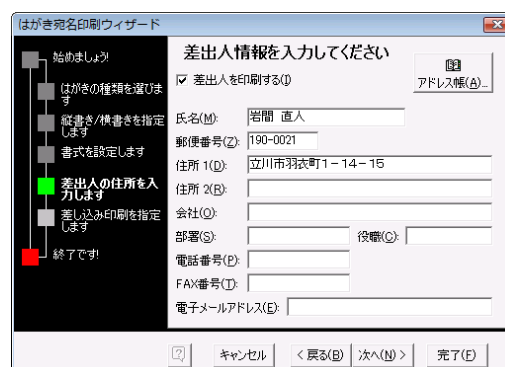 はがき宛名印刷ウィザード
始めましょう!
はがきの種類を選びま
す
縦書き/横書きを指定
します
書式を設定します
差出人の住所を入
力します
差し込み印刷を指定
します
終了です!
差出人情報を入力してください
差出人を印刷する(I)
アドレス帳(A)...
氏名(M): 岩間 直人
郵便番号(Z): 190-0021
住所 1(D): 立川市羽衣町1-14-15
住所 2(R):
会社(O):
部署(S): 役職(C):
電話番号(P):
FAX番号(T):
電子メールアドレス(E):
キャンセル < 戻る(B) 次へ(N) > 完了(F)